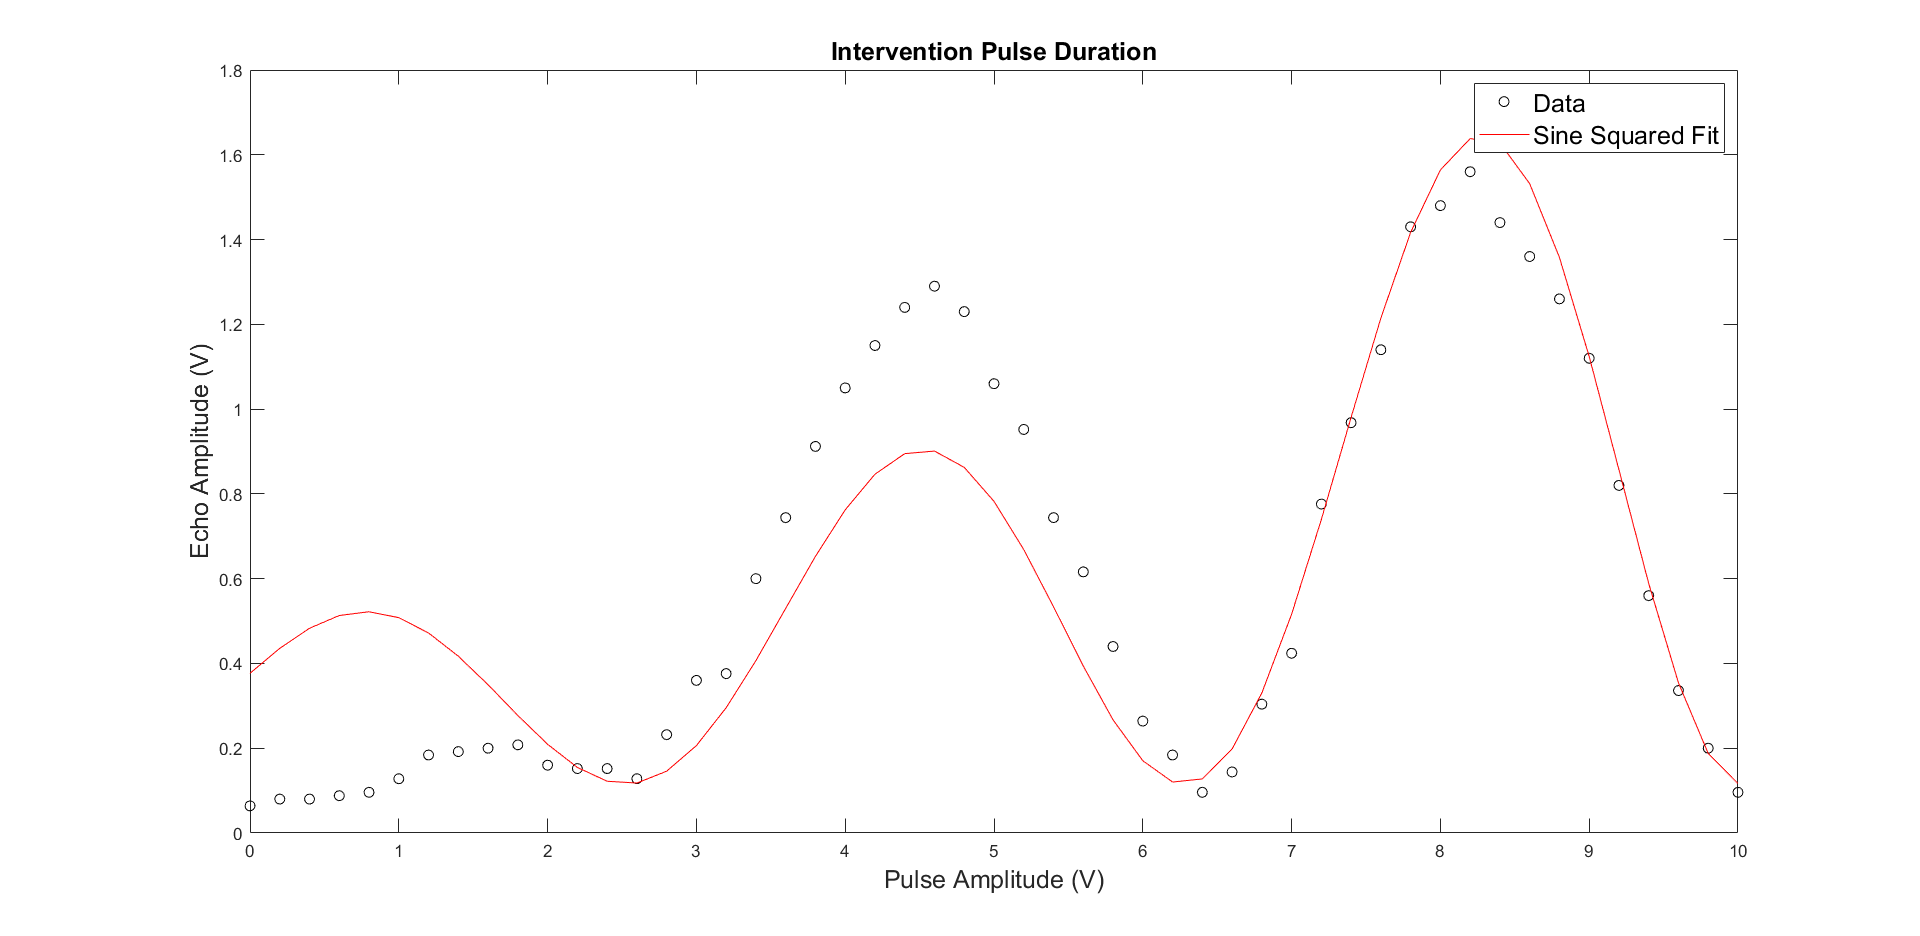 Intervention Pulse Duration
1.8
1.6
1.4
1.2
1
0.8
0.6
0.4
0.2
0
Echo Amplitude (V)
Data
Sine Squared Fit
0 1 2 3 4 5 6 7 8 9 10
Pulse Amplitude (V)